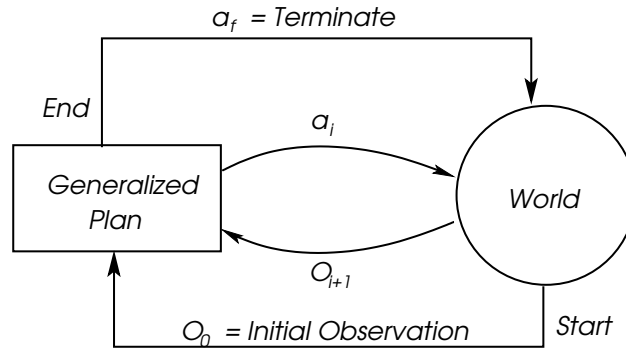 a_f = Terminate
End
a_i
Generalized
Plan
World
O_{i+1}
O_0 = Initial Observation
Start